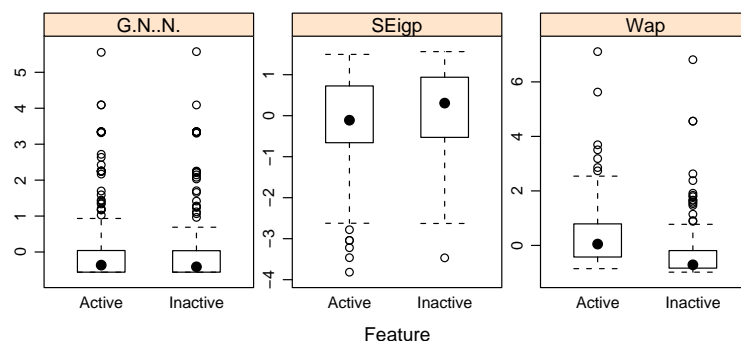 G.N..N.
SEigp
Wap
5
4
3
2
1
0
1
0
−1
−2
−3
−4
6
4
2
0
Active Inactive
Active Inactive
Active Inactive
Feature